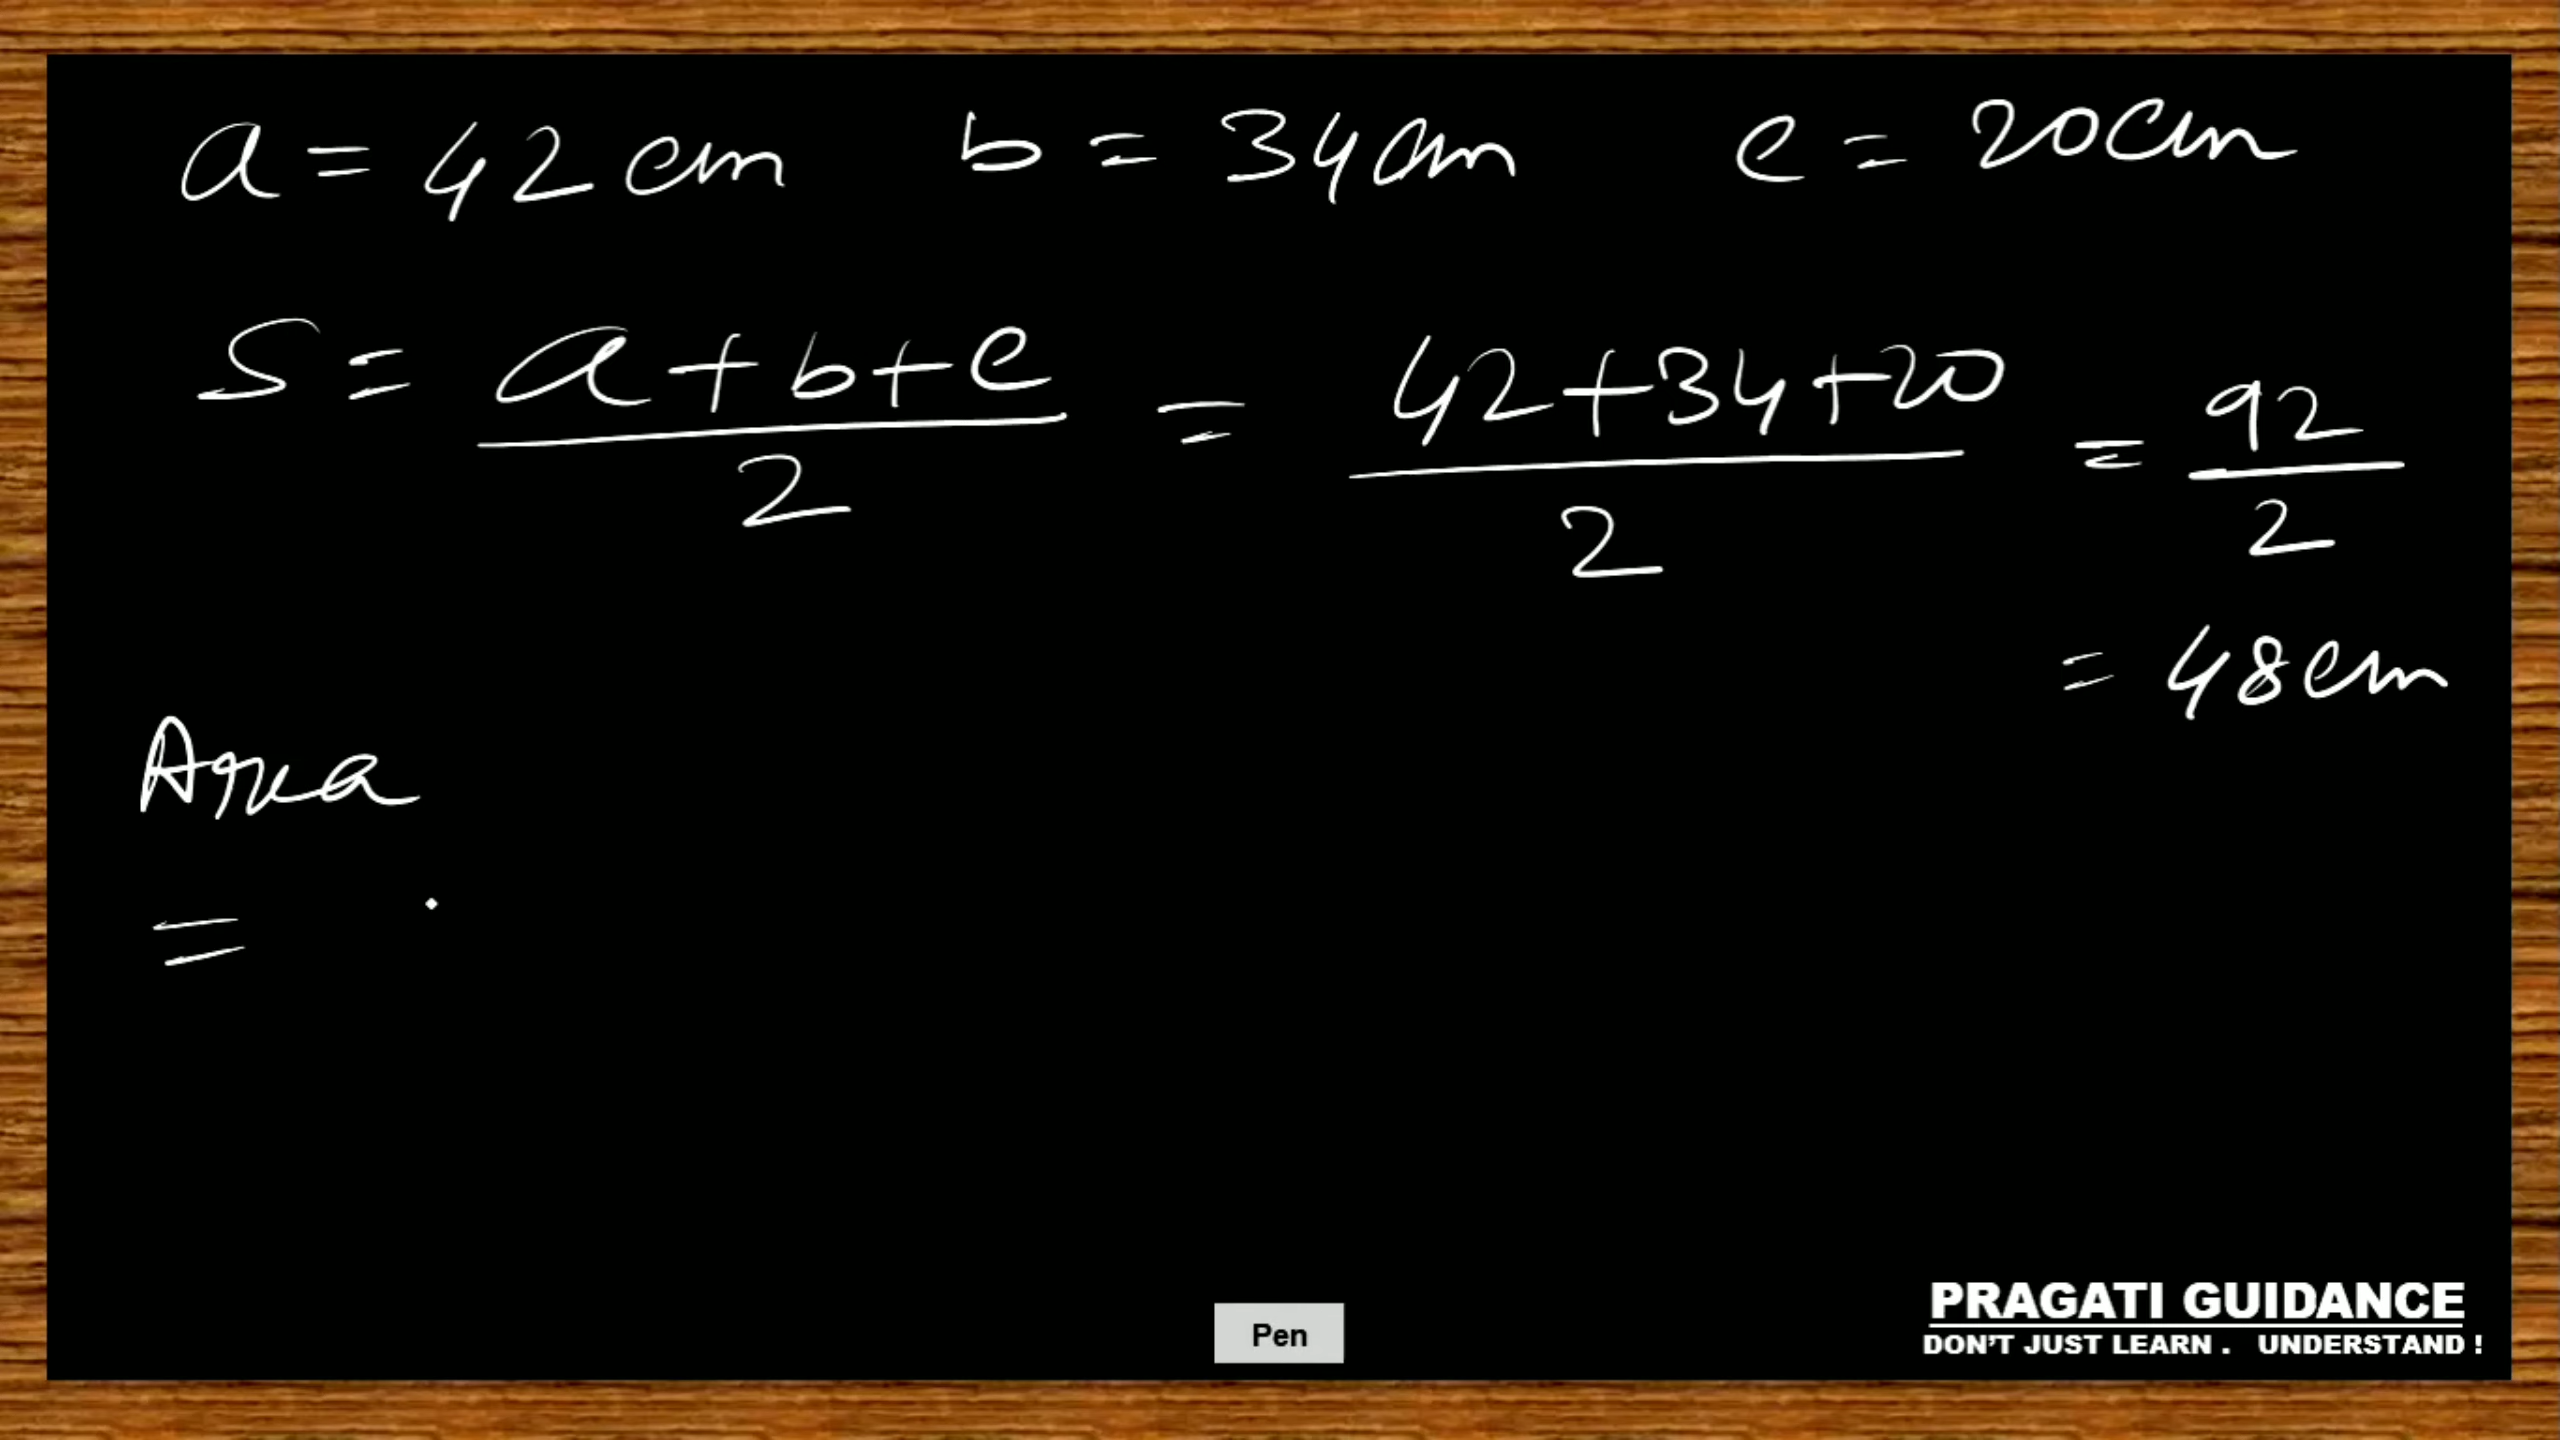 a = 42 cm b = 34 cm c = 20 cm
S = a + b + c / 2 = 42 + 34 + 20 / 2 = 92 / 2
= 48 cm
Area
=
Pen
PRAGATI GUIDANCE
DON'T JUST LEARN . UNDERSTAND !